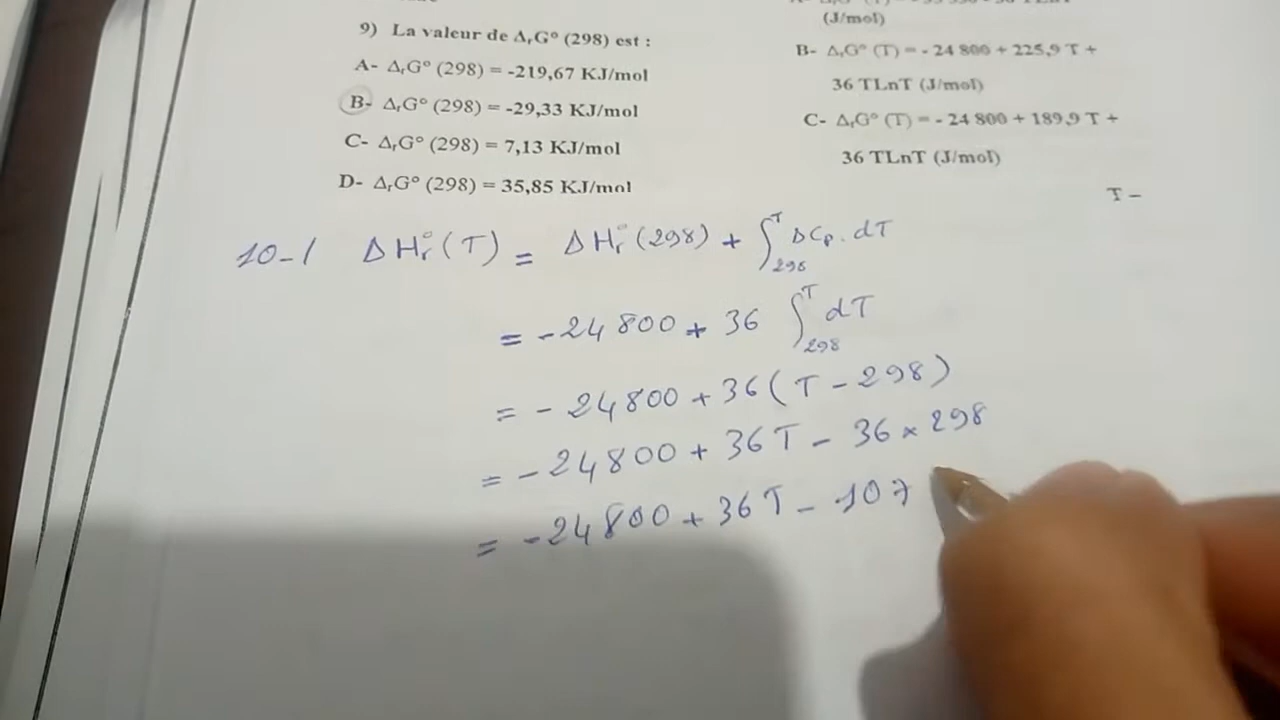 9) La valeur de ΔᵣG° (298) est :
A- ΔᵣG° (298) = -219,67 KJ/mol
B- ΔᵣG° (298) = -29,33 KJ/mol
C- ΔᵣG° (298) = 7,13 KJ/mol
D- ΔᵣG° (298) = 35,85 KJ/mol
(J/mol)
B- ΔᵣG° (T) = - 24 800 + 225,9 T +
36 TLnT (J/mol)
C- ΔᵣG° (T) = - 24 800 + 189,9 T +
36 TLnT (J/mol)
T –
10-/ ΔHᵣ°(T) = ΔHᵣ°(298) + ∫₂₉₈ᵀ ΔCₚ. dT
= -24 800 + 36 ∫₂₉₈ᵀ dT
= - 24800 + 36(T - 298)
= - 24800 + 36T - 36 × 298
= -24800 + 36T - 107